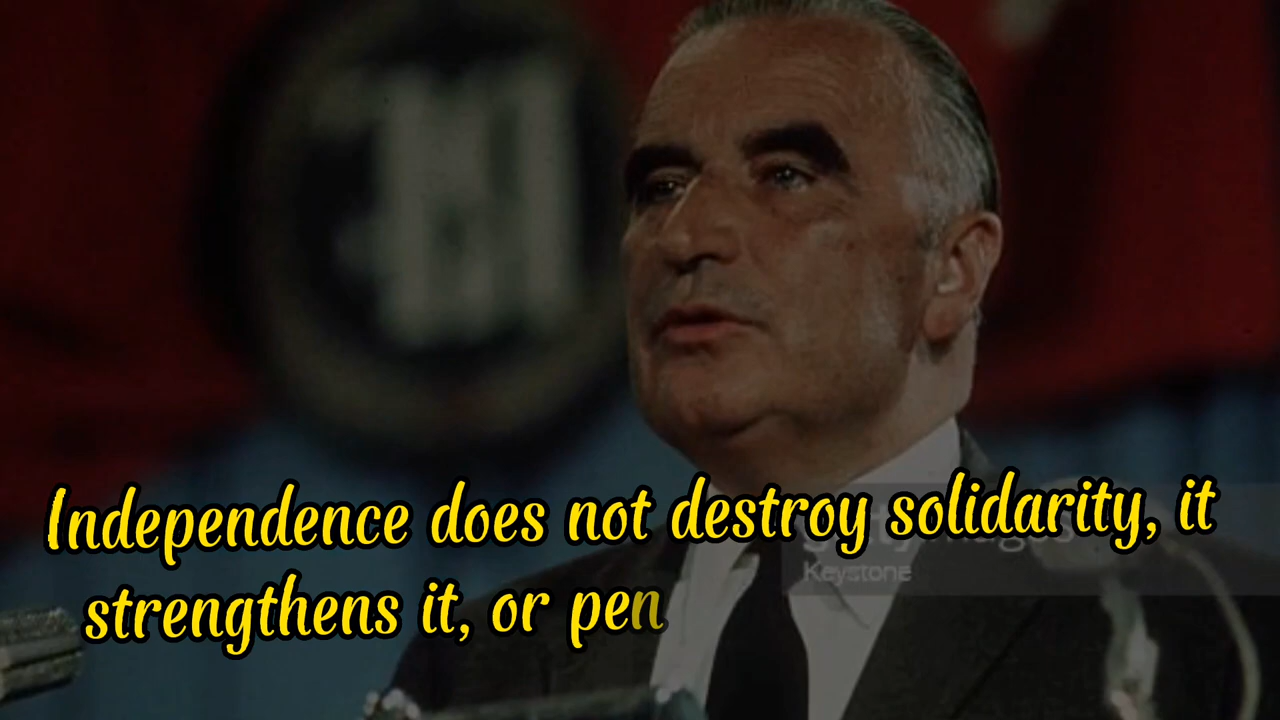 Independence does not destroy solidarity, it
strengthens it, or pen
Keystone